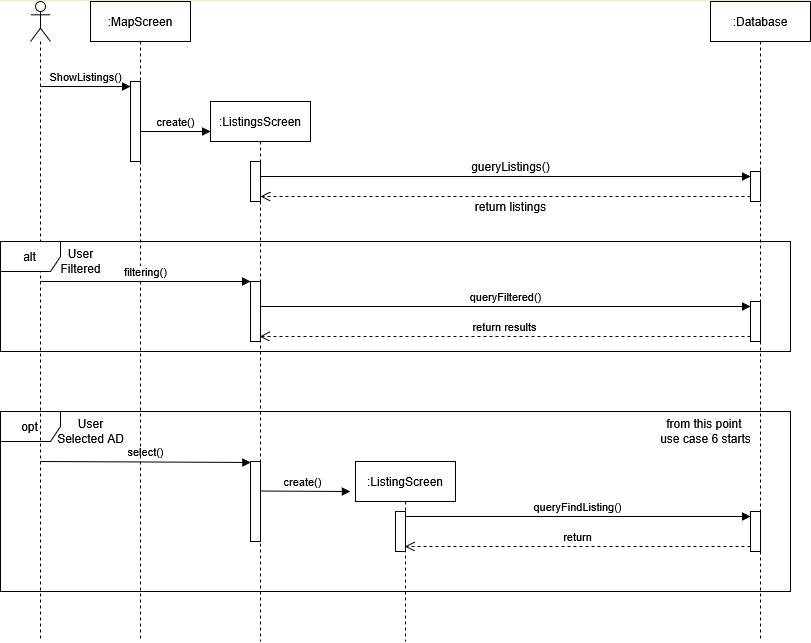 :MapScreen
:Database
ShowListings()
create()
:ListingsScreen
gueryListings()
return listings
alt
User
Filtered
filtering()
queryFiltered()
return results
opt
User
Selected AD
from this point
use case 6 starts
select()
create()
:ListingScreen
queryFindListing()
return